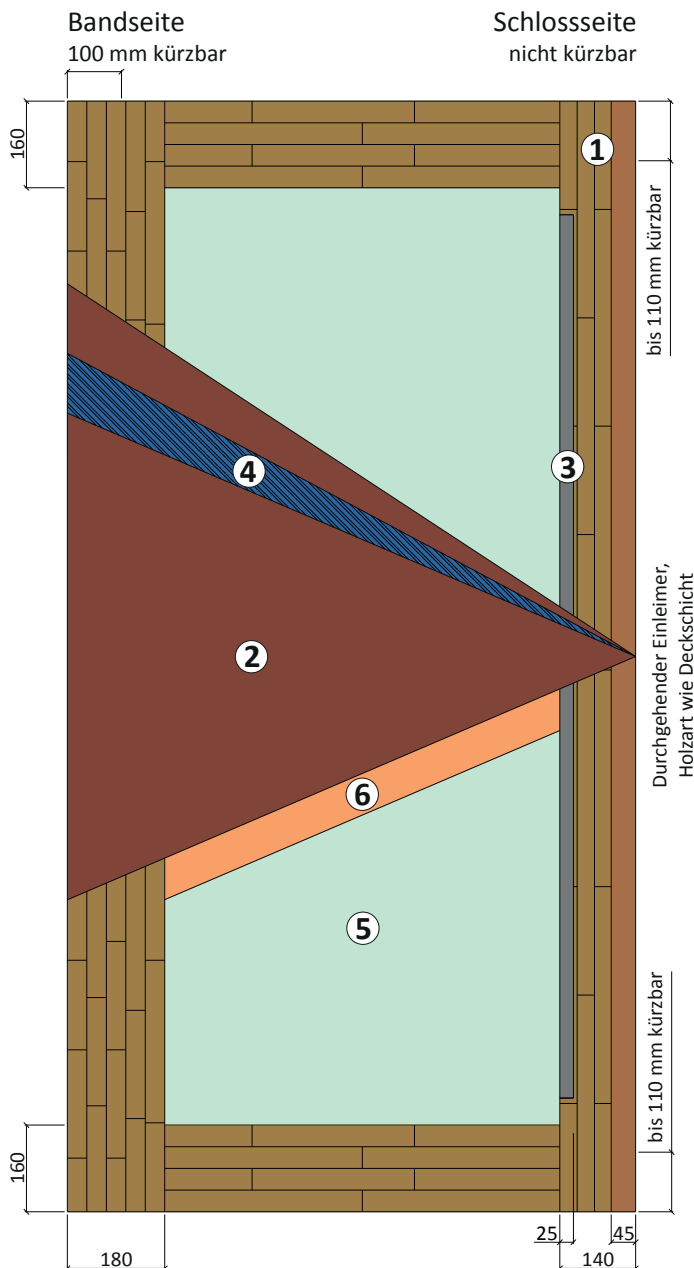 Bandseite
100 mm kürzbar
Schlossseite
nicht kürzbar
160
1
bis 110 mm kürzbar
3
4
2
Durchgehender Einleimer,
Holzart wie Deckschicht
6
5
bis 110 mm kürzbar
160
25
45
180
140